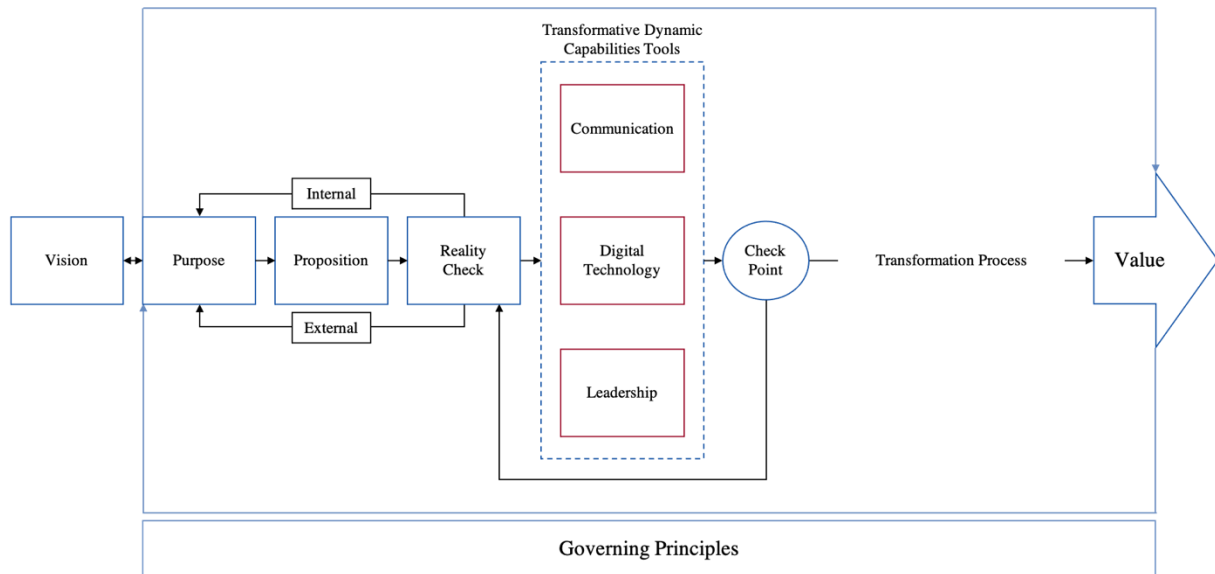 Transformative Dynamic
Capabilities Tools
Communication
Internal
Vision
Purpose
Proposition
Reality
Check
Digital
Technology
Check
Point
Transformation Process
Value
External
Leadership
Governing Principles